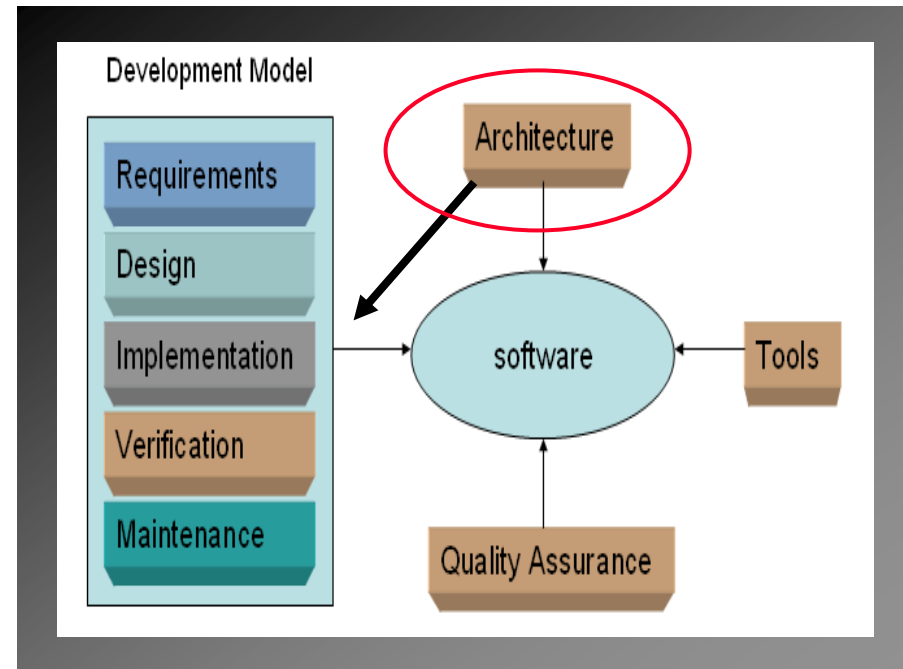 Development Model
Requirements
Design
Implementation
Verification
Maintenance
Architecture
software
Tools
Quality Assurance